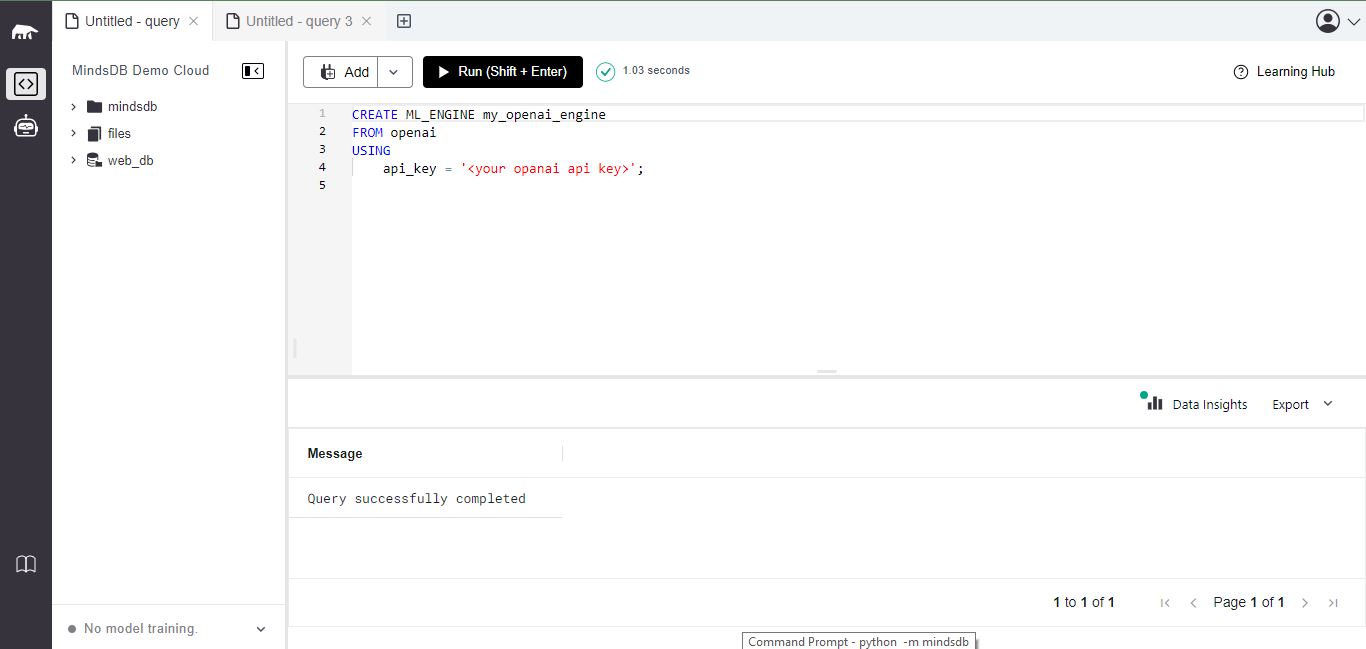 Untitled - query
Untitled - query 3
MindsDB Demo Cloud
mindsdb
files
web_db
No model training.
Add
Run (Shift + Enter)
1.03 seconds
Learning Hub
1 CREATE ML_ENGINE my_openai_engine
2 FROM openai
3 USING
4 api_key = '<your opanai api key>';
5
Data Insights
Export
Message
Query successfully completed
1 to 1 of 1
Page 1 of 1
Command Prompt - python -m mindsdb